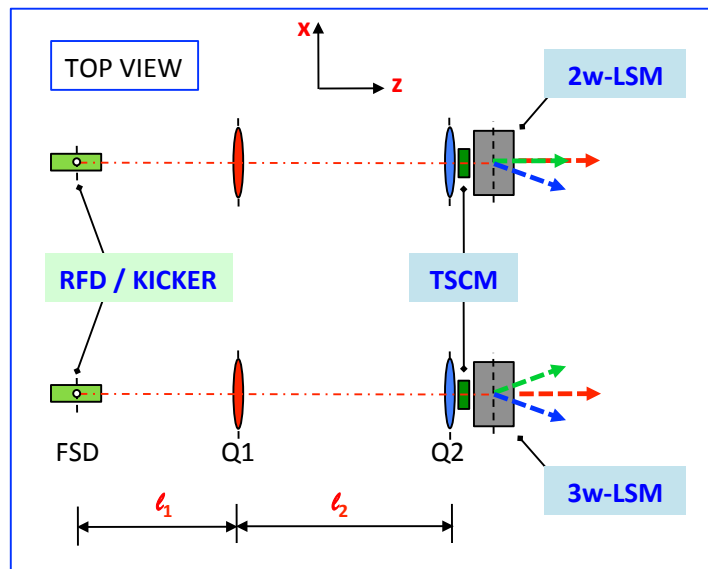 x
TOP VIEW
z
2w-LSM
RFD / KICKER
TSCM
FSD
Q1
Q2
3w-LSM
ℓ1
ℓ2